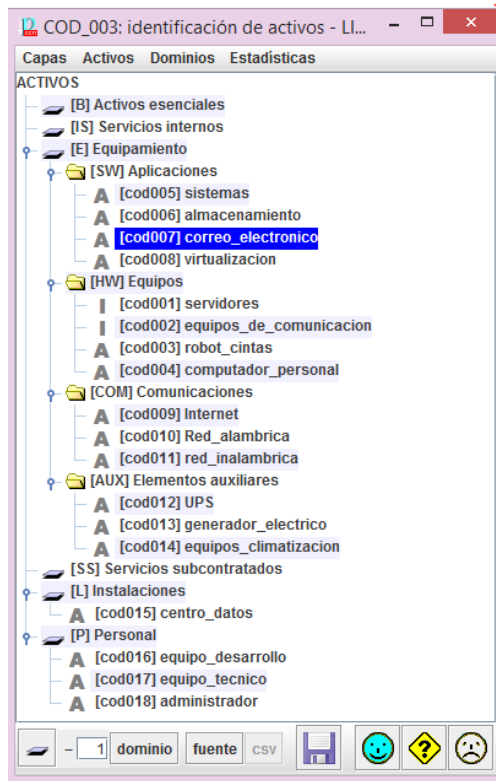 COD_003: identificación de activos - LI...
Capas Activos Dominios Estadísticas
ACTIVOS
[B] Activos esenciales
[IS] Servicios internos
[E] Equipamiento
[SW] Aplicaciones
A [cod005] sistemas
A [cod006] almacenamiento
A [cod007] correo_electronico
A [cod008] virtualizacion
[HW] Equipos
I [cod001] servidores
I [cod002] equipos_de_comunicacion
A [cod003] robot_cintas
A [cod004] computador_personal
[COM] Comunicaciones
A [cod009] Internet
A [cod010] Red_alambrica
A [cod011] red_inalambrica
[AUX] Elementos auxiliares
A [cod012] UPS
A [cod013] generador_electrico
A [cod014] equipos_climatizacion
[SS] Servicios subcontratados
[L] Instalaciones
A [cod015] centro_datos
[P] Personal
A [cod016] equipo_desarrollo
A [cod017] equipo_tecnico
A [cod018] administrador
– 1 dominio fuente csv ?